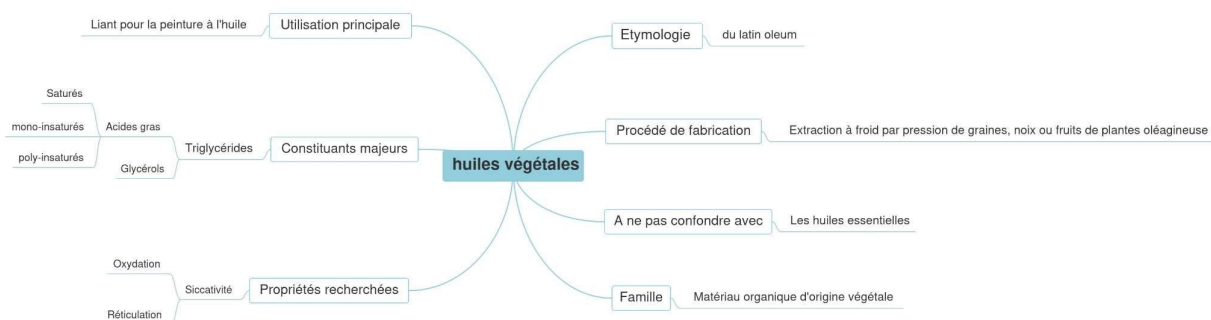 huiles végétales
Utilisation principale
Liant pour la peinture à l'huile
Constituants majeurs
Triglycérides
Acides gras
Saturés
mono-insaturés
poly-insaturés
Glycérols
Propriétés recherchées
Siccativité
Oxydation
Réticulation
Etymologie
du latin oleum
Procédé de fabrication
Extraction à froid par pression de graines, noix ou fruits de plantes oléagineuse
A ne pas confondre avec
Les huiles essentielles
Famille
Matériau organique d'origine végétale